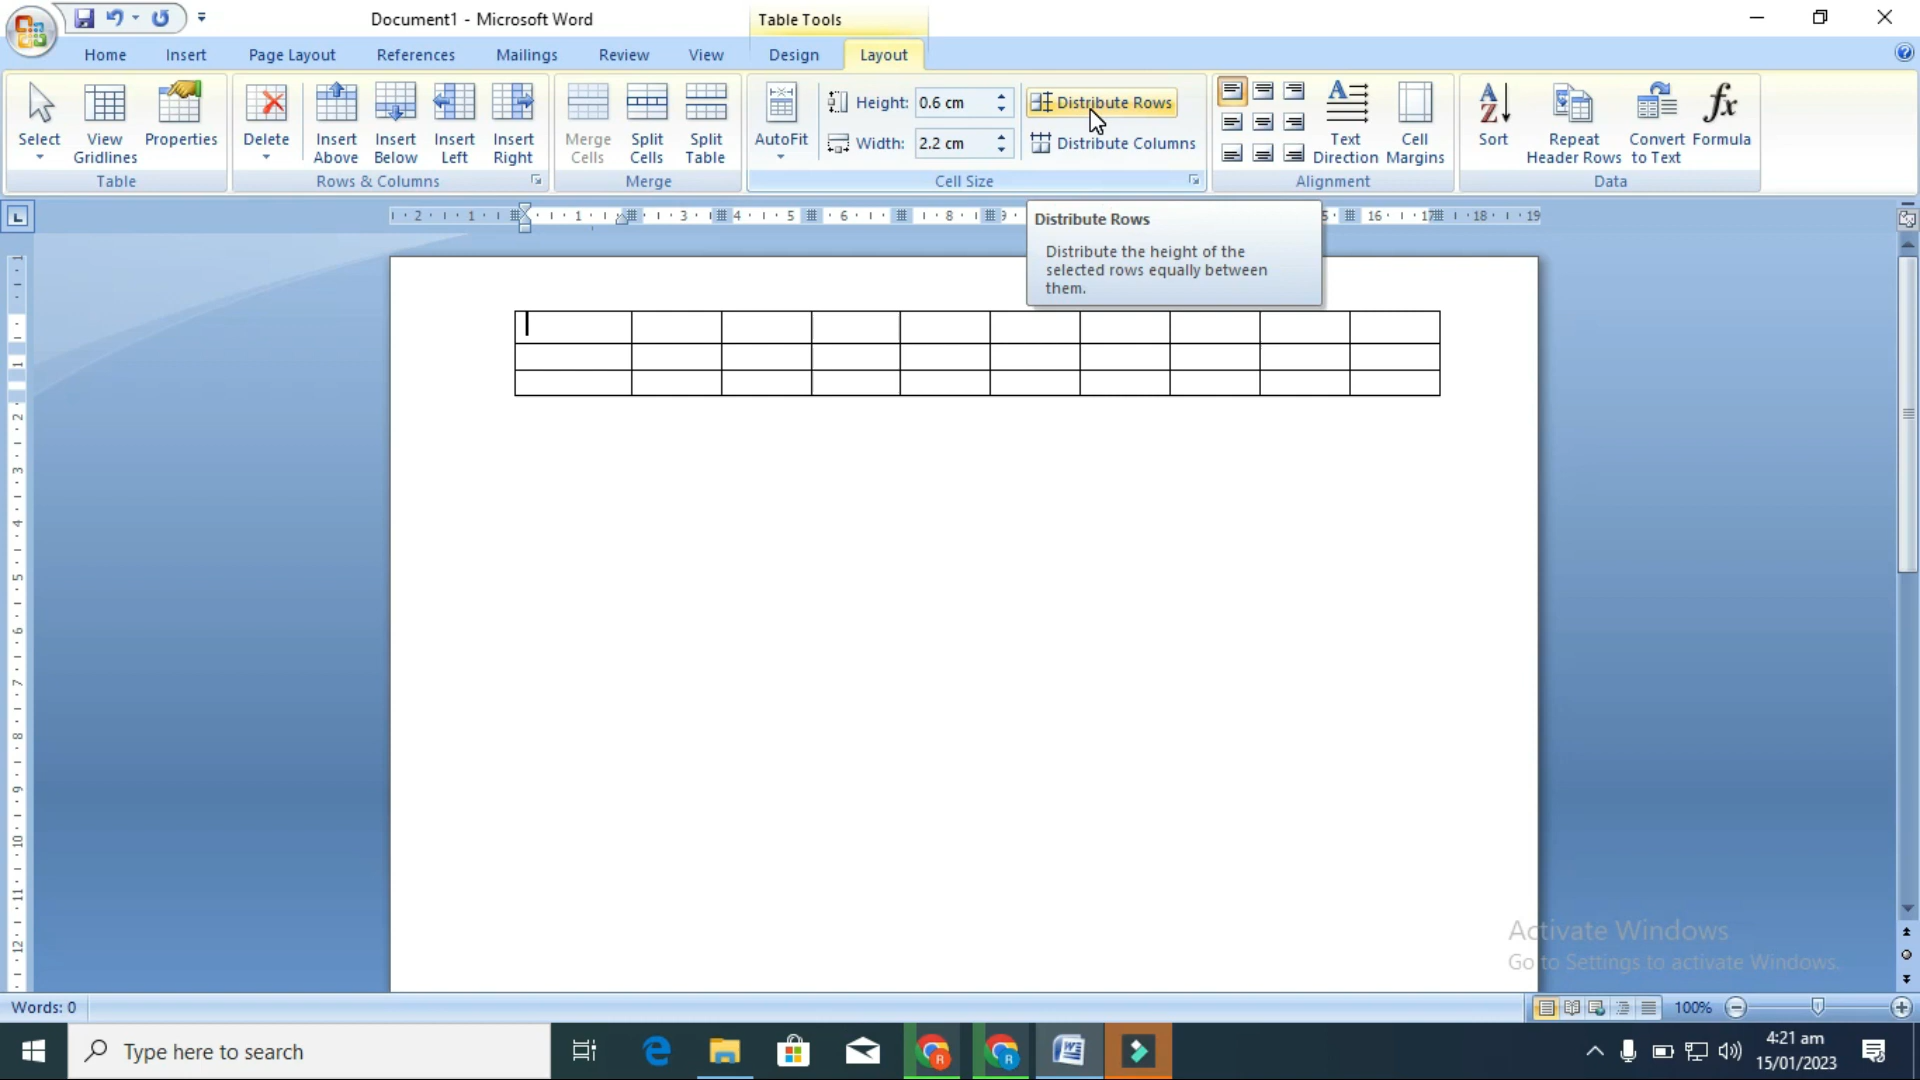 Document1 - Microsoft Word
Table Tools
Home Insert Page Layout References Mailings Review View Design Layout
Select
View Gridlines
Properties
Table
Delete
Insert Above
Insert Below
Insert Left
Insert Right
Rows & Columns
Merge Cells
Split Cells
Split Table
Merge
AutoFit
Height: 0.6 cm
Width: 2.2 cm
Distribute Rows
Distribute Columns
Cell Size
Text Direction
Cell Margins
Alignment
Sort
Repeat Header Rows
Convert to Text
Formula
Data
Distribute Rows
Distribute the height of the
selected rows equally between
them.
Activate Windows
Go to Settings to activate Windows.
Words: 0
100%
Type here to search
4:21 am
15/01/2023